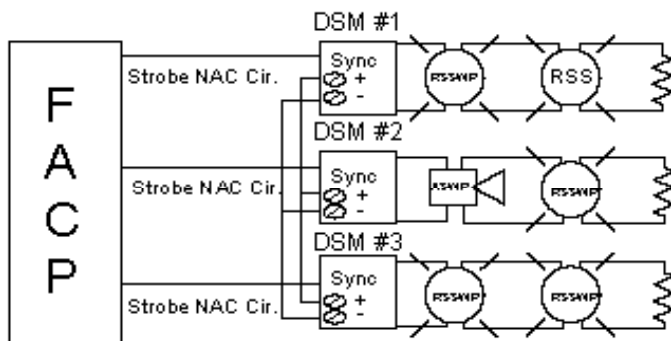 DSM #1
Sync
+
-
RSSWP
RSS
Strobe NAC Cir.
FACP
DSM #2
Sync
+
-
ASWP
RSSWP
Strobe NAC Cir.
DSM #3
Sync
+
-
RSSWP
RSSWP
Strobe NAC Cir.